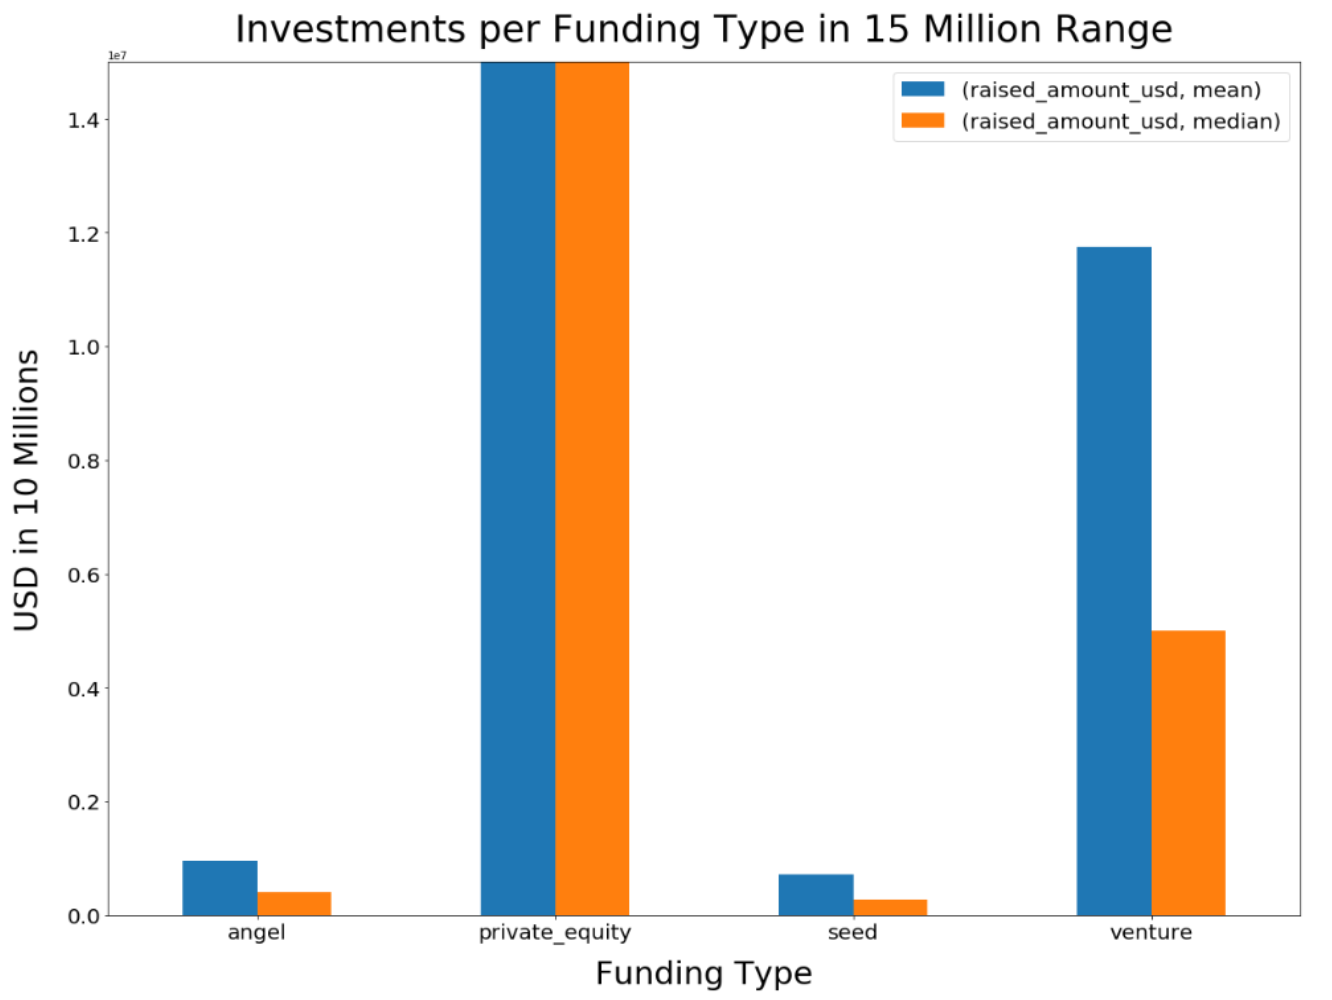 Investments per Funding Type in 15 Million Range
1e7
(raised_amount_usd, mean)
(raised_amount_usd, median)
1.4
1.2
1.0
0.8
0.6
0.4
0.2
0.0
USD in 10 Millions
angel
private_equity
seed
venture
Funding Type